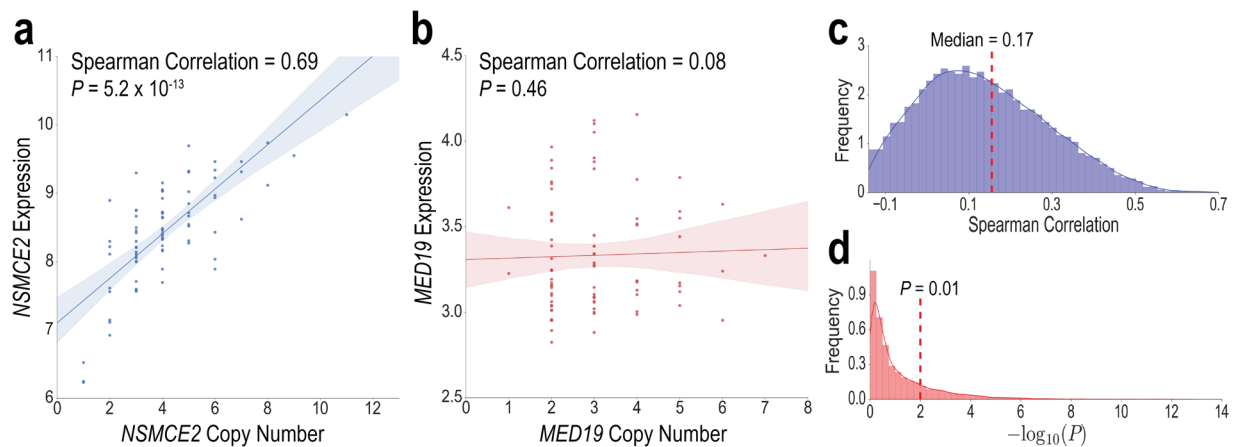 a
Spearman Correlation = 0.69
P = 5.2 x 10⁻¹³
11
10
9
8
7
6
NSMCE2 Expression
0 2 4 6 8 10 12
NSMCE2 Copy Number
b
Spearman Correlation = 0.08
P = 0.46
4.5
4.0
3.5
3.0
2.5
MED19 Expression
0 1 2 3 4 5 6 7 8
MED19 Copy Number
c
Median = 0.17
3
2
1
0
Frequency
-0.1 0.1 0.3 0.5 0.7
Spearman Correlation
d
P = 0.01
0.9
0.6
0.3
0.0
Frequency
0 2 4 6 8 10 12 14
−log₁₀(P)